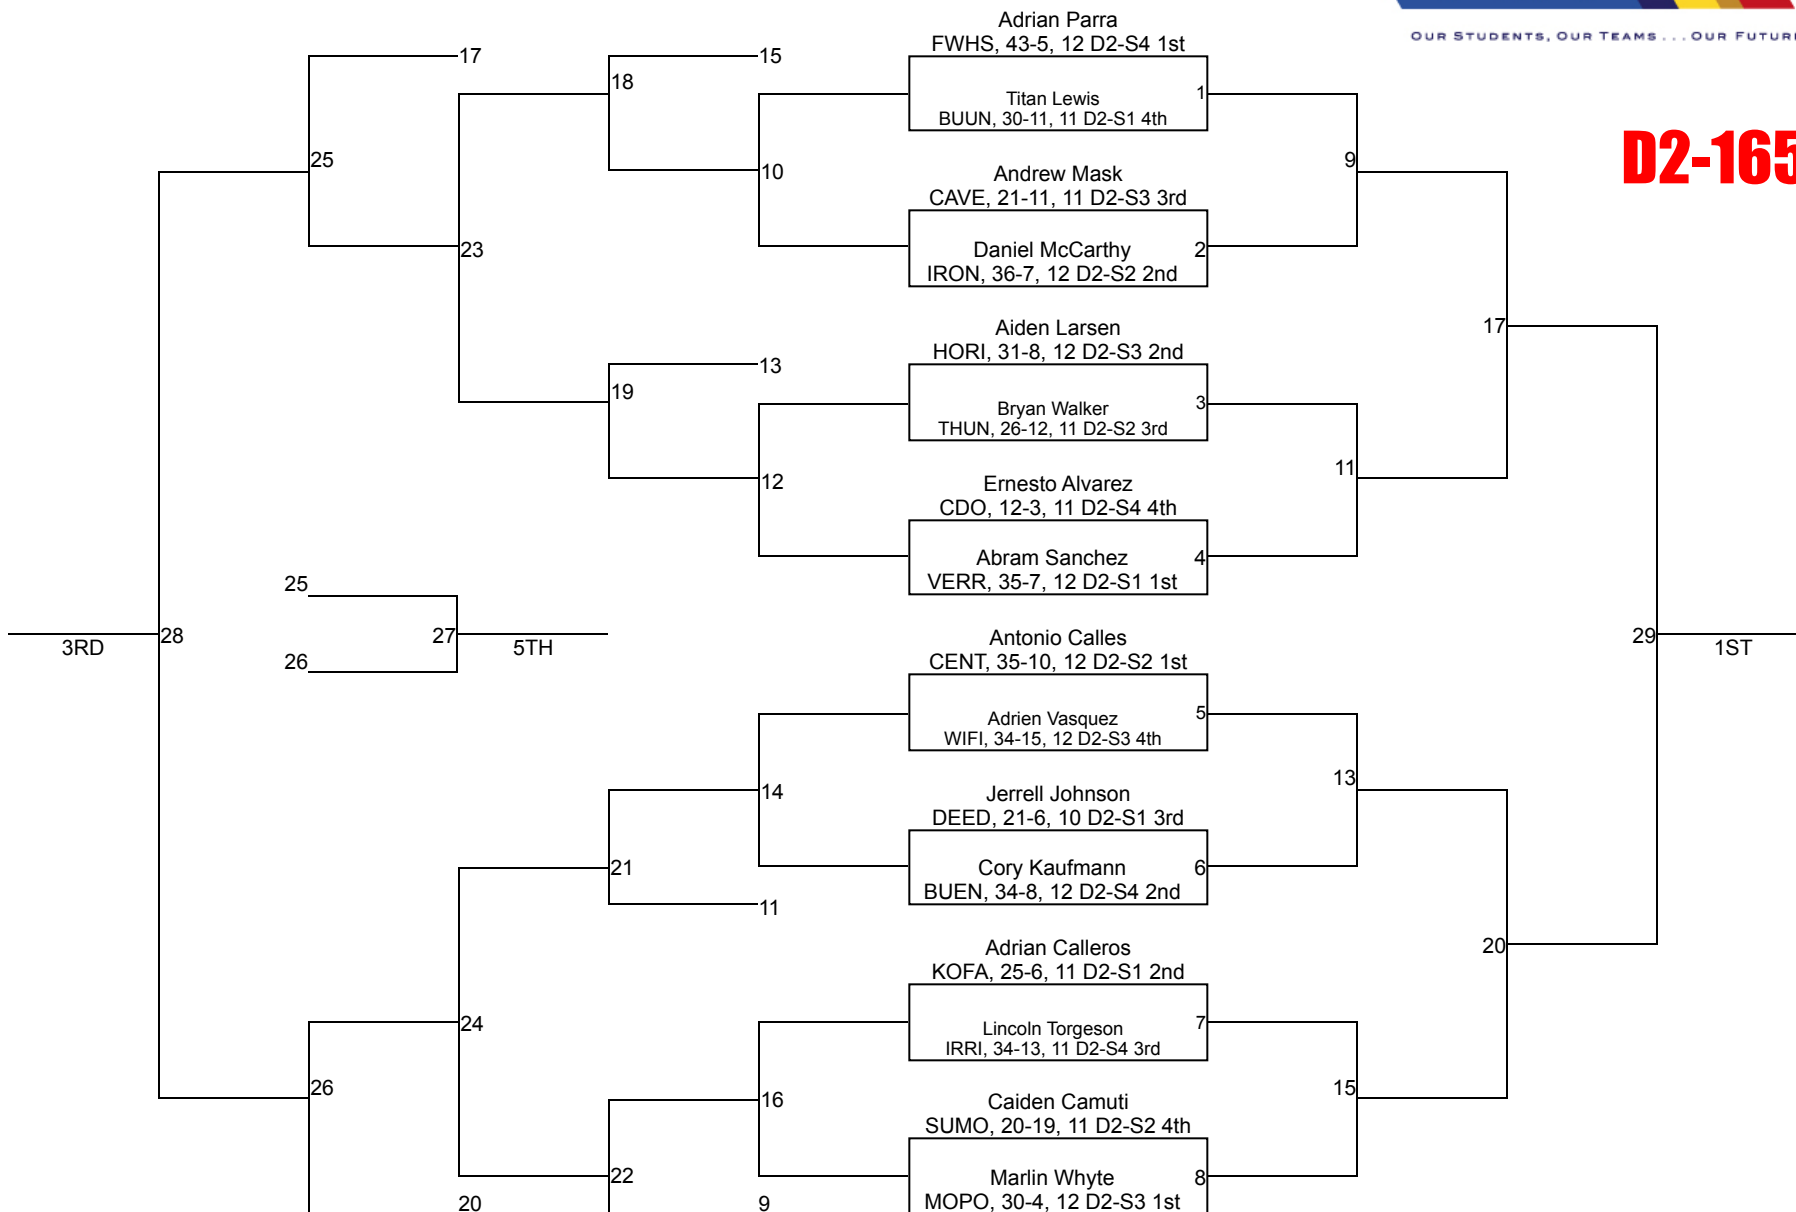 OUR STUDENTS, OUR TEAMS ... OUR FUTURE
D2-165
Adrian Parra
FWHS, 43-5, 12 D2-S4 1st
Titan Lewis
BUUN, 30-11, 11 D2-S1 4th
1
Andrew Mask
CAVE, 21-11, 11 D2-S3 3rd
Daniel McCarthy
IRON, 36-7, 12 D2-S2 2nd
2
Aiden Larsen
HORI, 31-8, 12 D2-S3 2nd
Bryan Walker
THUN, 26-12, 11 D2-S2 3rd
3
Ernesto Alvarez
CDO, 12-3, 11 D2-S4 4th
Abram Sanchez
VERR, 35-7, 12 D2-S1 1st
4
Antonio Calles
CENT, 35-10, 12 D2-S2 1st
Adrien Vasquez
WIFI, 34-15, 12 D2-S3 4th
5
Jerrell Johnson
DEED, 21-6, 10 D2-S1 3rd
Cory Kaufmann
BUEN, 34-8, 12 D2-S4 2nd
6
Adrian Calleros
KOFA, 25-6, 11 D2-S1 2nd
Lincoln Torgeson
IRRI, 34-13, 11 D2-S4 3rd
7
Caiden Camuti
SUMO, 20-19, 11 D2-S2 4th
Marlin Whyte
MOPO, 30-4, 12 D2-S3 1st
8
9
11
13
15
17
20
29
1ST
15
10
13
12
14
11
16
9
18
19
21
22
17
23
24
20
25
26
25
26
27
5TH
28
3RD